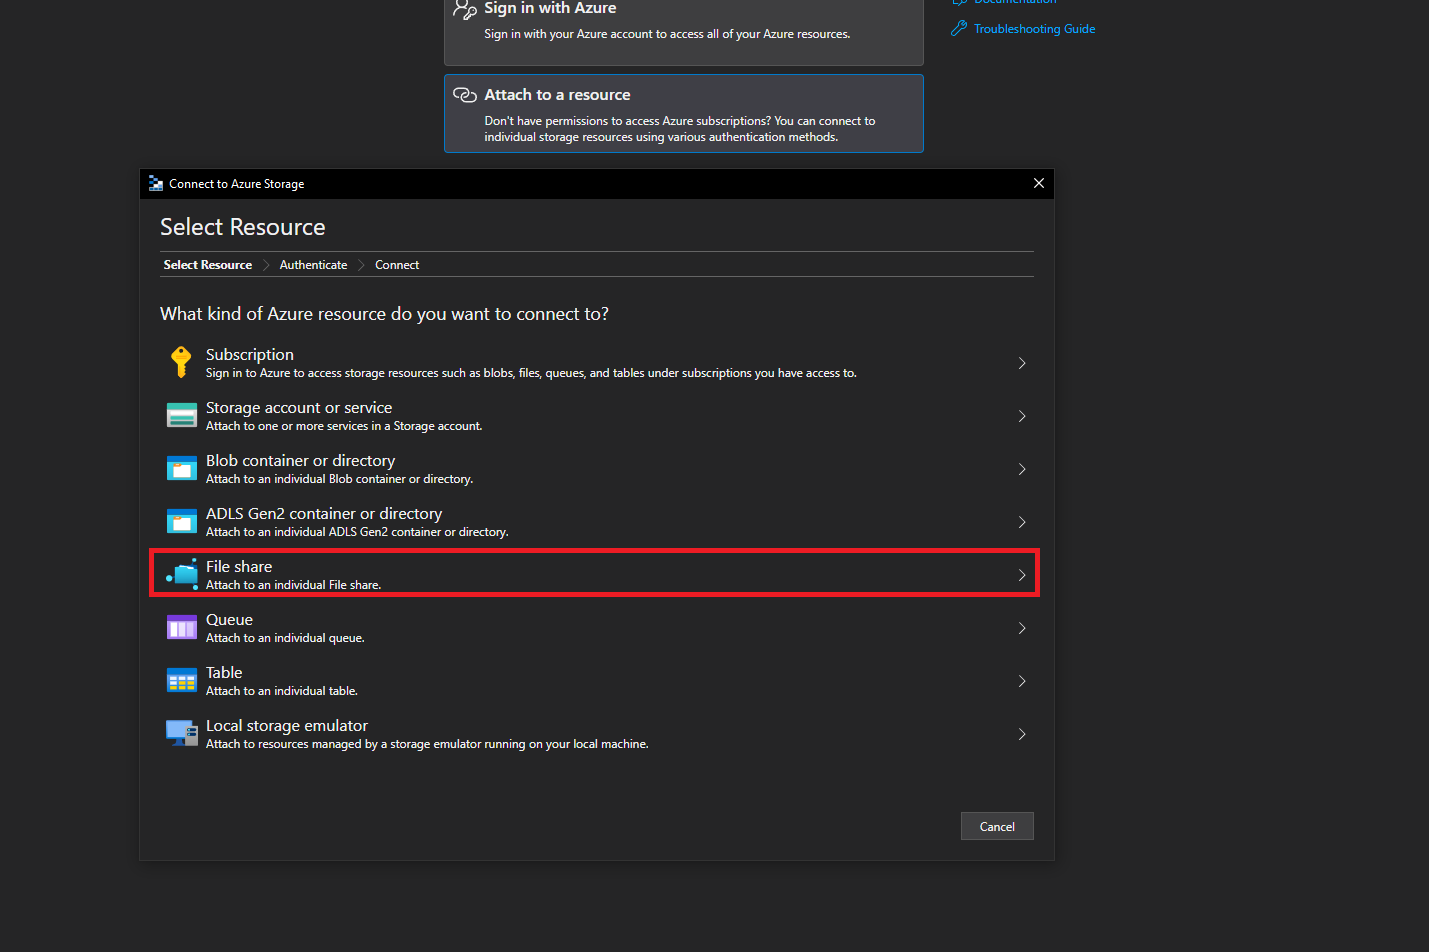 Sign in with Azure
Sign in with your Azure account to access all of your Azure resources.
Documentation
Troubleshooting Guide
Attach to a resource
Don't have permissions to access Azure subscriptions? You can connect to
individual storage resources using various authentication methods.
Connect to Azure Storage
Select Resource
Select Resource
Authenticate
Connect
What kind of Azure resource do you want to connect to?
Subscription
Sign in to Azure to access storage resources such as blobs, files, queues, and tables under subscriptions you have access to.
Storage account or service
Attach to one or more services in a Storage account.
Blob container or directory
Attach to an individual Blob container or directory.
ADLS Gen2 container or directory
Attach to an individual ADLS Gen2 container or directory.
File share
Attach to an individual File share.
Queue
Attach to an individual queue.
Table
Attach to an individual table.
Local storage emulator
Attach to resources managed by a storage emulator running on your local machine.
Cancel